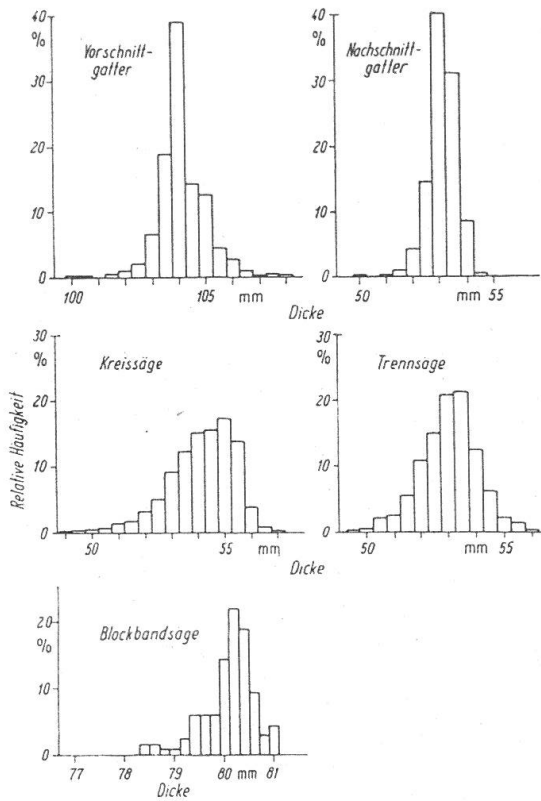 40
%
30
20
10
0
Vorschnitt-
gatter
100
105
mm
40
%
30
20
10
0
Nachschnitt-
gatter
50
mm 55
Dicke
30
%
20
10
0
Relative Häufigkeit
Kreissäge
50
55
mm
30
%
20
10
0
Trennsäge
50
mm 55
Dicke
20
%
10
0
Blockbandsäge
77
78
79
80 mm 81
Dicke